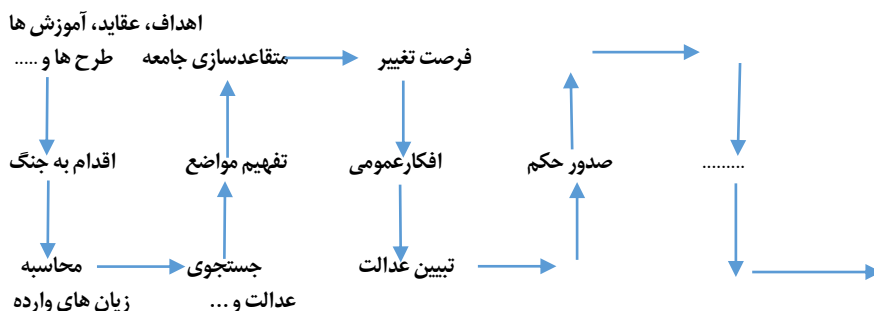 اهداف، عقاید، آموزش ها
طرح ها و .....
متقاعدسازی جامعه
فرصت تغییر
اقدام به جنگ
تفهیم مواضع
افکارعمومی
صدور حکم
.........
محاسبه
زیان های وارده
جستجوی
عدالت و ...
تبیین عدالت